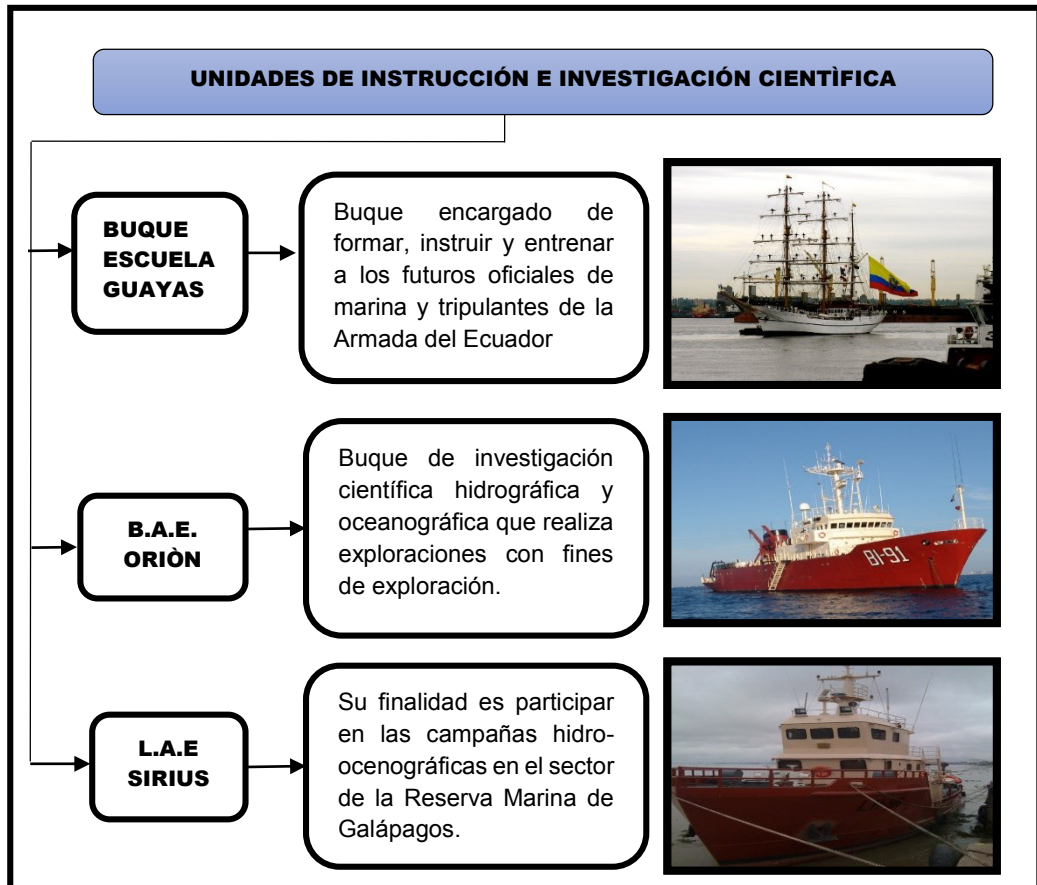 UNIDADES DE INSTRUCCIÓN E INVESTIGACIÓN CIENTÌFICA
BUQUE
ESCUELA
GUAYAS
Buque encargado de
formar, instruir y entrenar
a los futuros oficiales de
marina y tripulantes de la
Armada del Ecuador
B.A.E.
ORIÒN
Buque de investigación
científica hidrográfica y
oceanográfica que realiza
exploraciones con fines
de exploración.
BI-91
L.A.E
SIRIUS
Su finalidad es participar
en las campañas hidro-
ocenográficas en el sector
de la Reserva Marina de
Galápagos.